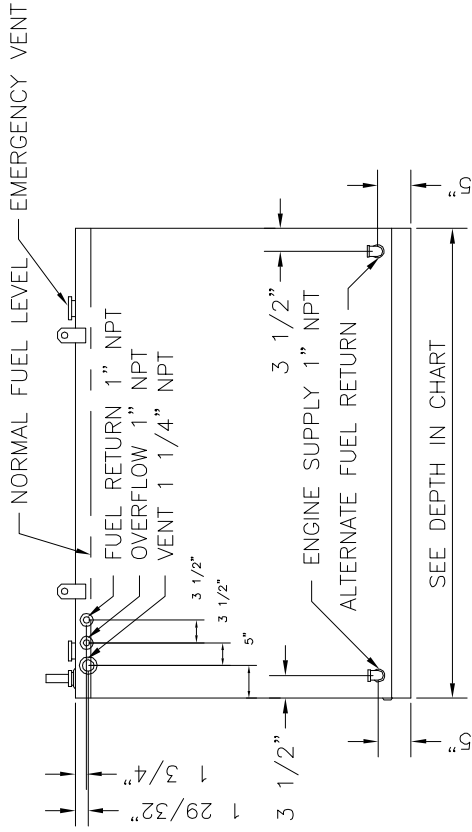 NORMAL FUEL LEVEL
EMERGENCY VENT
FUEL RETURN 1" NPT
OVERFLOW 1" NPT
VENT 1 1/4" NPT
3 1/2"
3 1/2"
5"
1 3/4"
1 29/32"
3 1/2"
3 1/2"
ENGINE SUPPLY 1" NPT
ALTERNATE FUEL RETURN
5"
5"
SEE DEPTH IN CHART